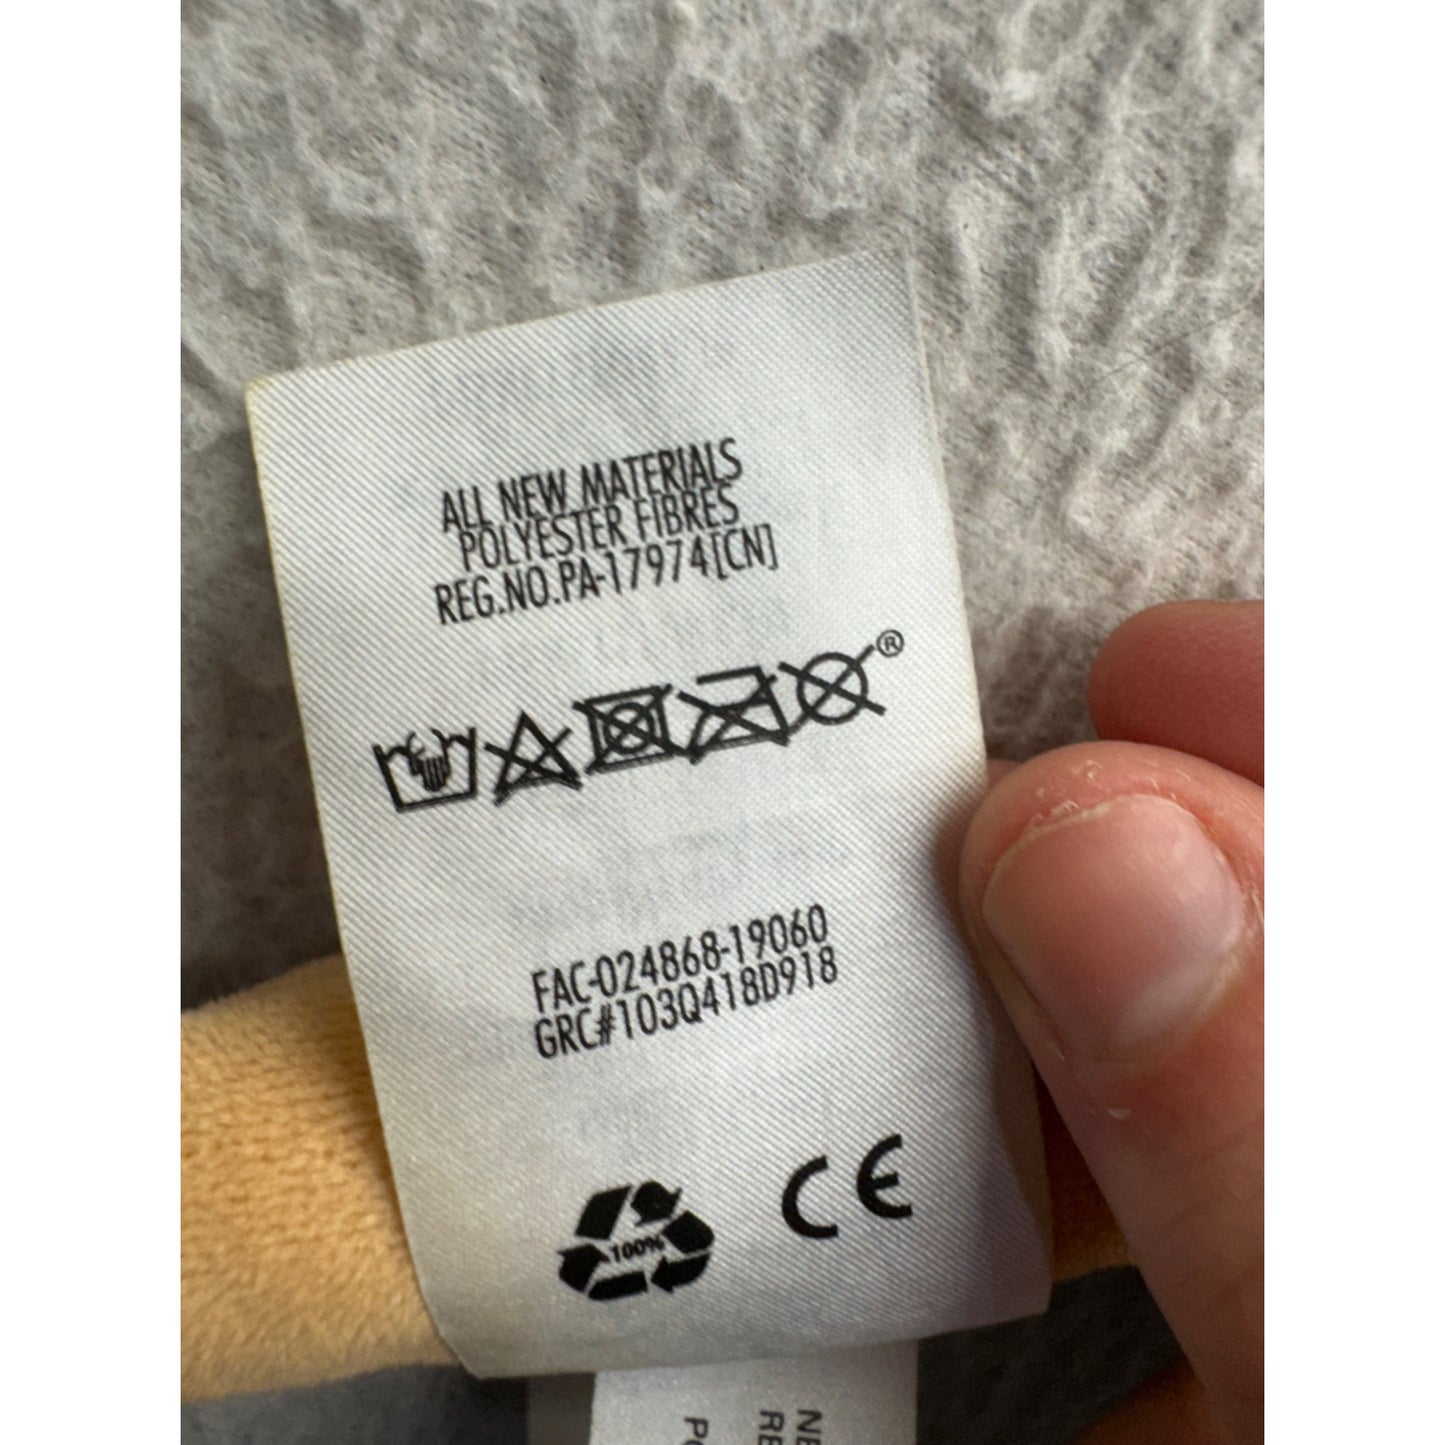 ALL NEW MATERIALS
POLYESTER FIBRES
REG.NO.PA-17974[CN]
®
FAC-024868-19060
GRC#103Q418D918
100%
CE